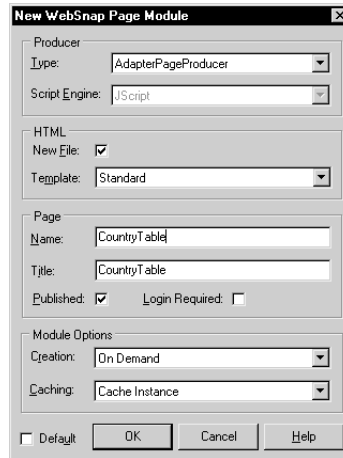 New WebSnap Page Module
Producer
Type: AdapterPageProducer
Script Engine: JScript
HTML
New File:
Template: Standard
Page
Name: CountryTable
Title: CountryTable
Published: Login Required:
Module Options
Creation: On Demand
Caching: Cache Instance
Default OK Cancel Help